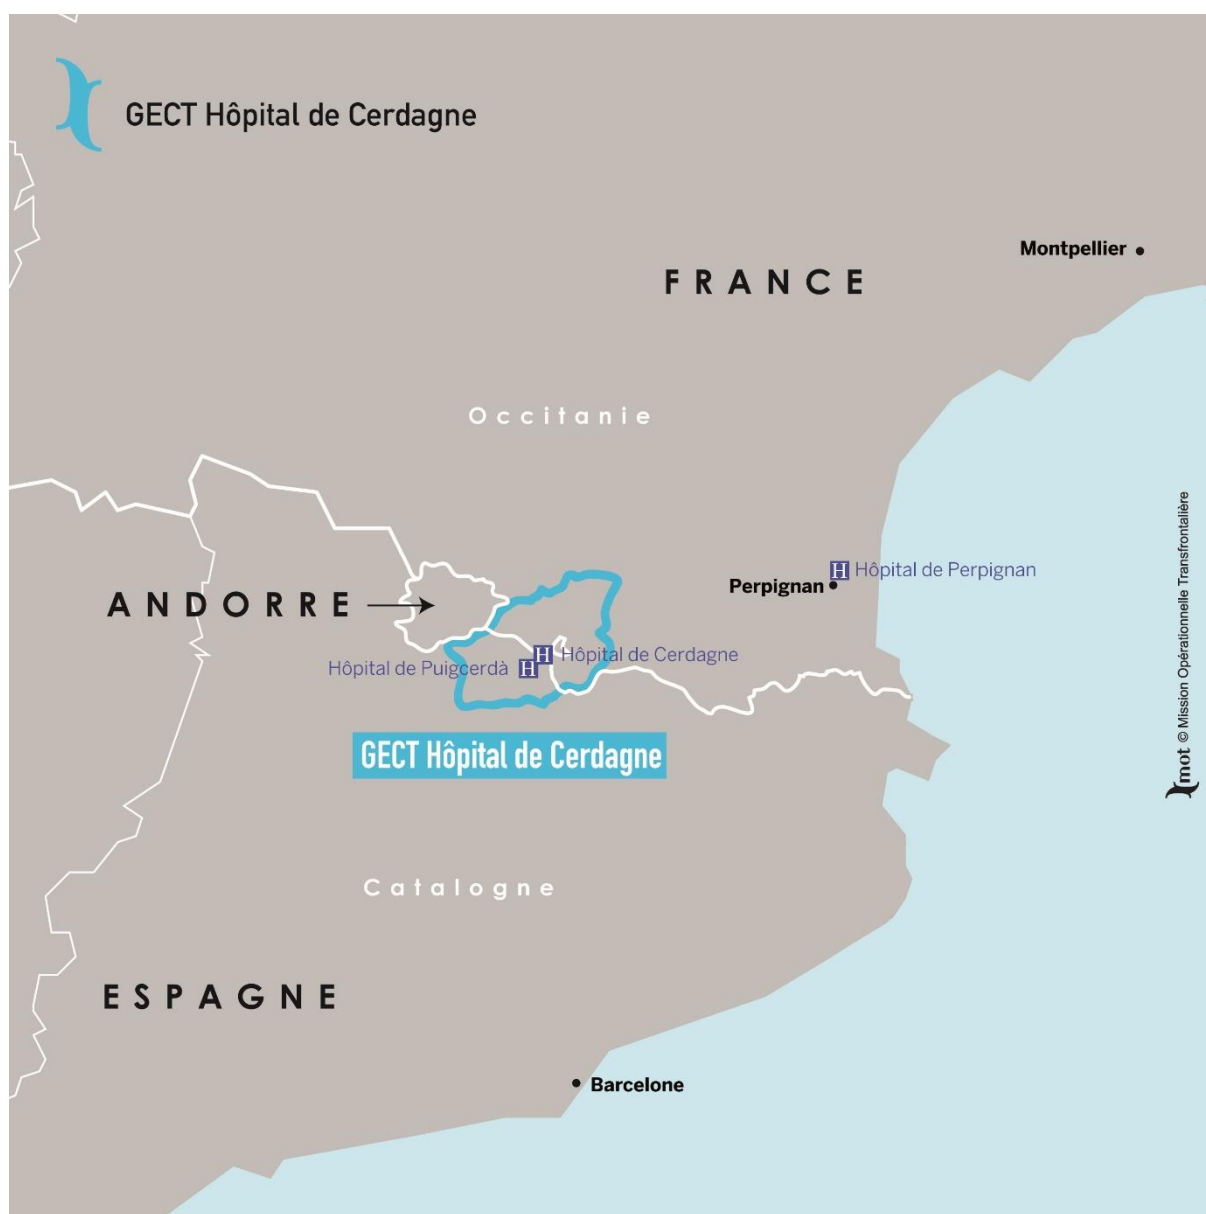 GECT Hôpital de Cerdagne
Montpellier
FRANCE
Occitanie
Hôpital de Perpignan
Perpignan
ANDORRE
Hôpital de Cerdagne
Hôpital de Puigcerdà
GECT Hôpital de Cerdagne
Catalogne
ESPAGNE
Barcelone
mot © Mission Opérationnelle Transfrontalière
H
H
H